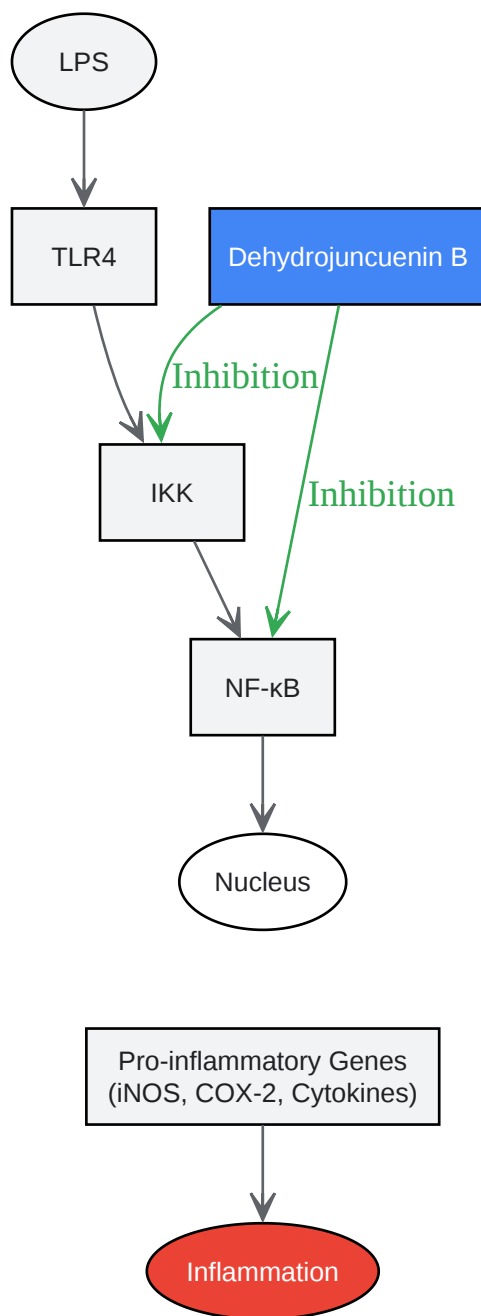 LPS
TLR4
Dehydrojuncuenin B
Inhibition
IKK
Inhibition
NF-κB
Nucleus
Pro-inflammatory Genes
(iNOS, COX-2, Cytokines)
Inflammation